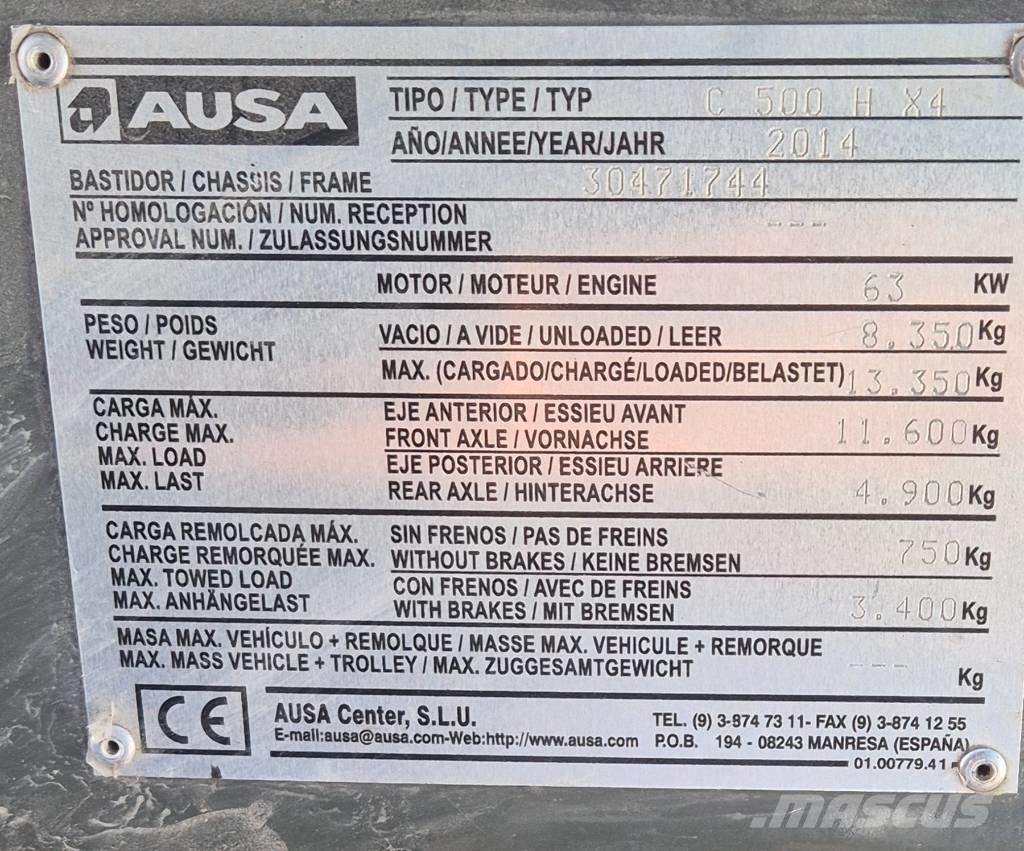 AUSA
TIPO / TYPE / TYP C 500 H X4
AÑO/ANNEE/YEAR/JAHR 2014
BASTIDOR / CHASSIS / FRAME 30471744
Nº HOMOLOGACIÓN / NUM. RECEPTION
APPROVAL NUM. / ZULASSUNGSNUMMER ---
MOTOR / MOTEUR / ENGINE 63 KW
PESO / POIDS
WEIGHT / GEWICHT
VACIO / A VIDE / UNLOADED / LEER 8.350 Kg
MAX. (CARGADO/CHARGÉ/LOADED/BELASTET) 13.350 Kg
CARGA MÁX.
CHARGE MAX.
MAX. LOAD
MAX. LAST
EJE ANTERIOR / ESSIEU AVANT
FRONT AXLE / VORNACHSE 11.600 Kg
EJE POSTERIOR / ESSIEU ARRIERE
REAR AXLE / HINTERACHSE 4.900 Kg
CARGA REMOLCADA MÁX.
CHARGE REMORQUÉE MAX.
MAX. TOWED LOAD
MAX. ANHÄNGELAST
SIN FRENOS / PAS DE FREINS
WITHOUT BRAKES / KEINE BREMSEN 750 Kg
CON FRENOS / AVEC DE FREINS
WITH BRAKES / MIT BREMSEN 3.400 Kg
MASA MAX. VEHÍCULO + REMOLQUE / MASSE MAX. VEHICULE + REMORQUE
MAX. MASS VEHICLE + TROLLEY / MAX. ZUGGESAMTGEWICHT --- Kg
CE
AUSA Center, S.L.U.
E-mail:ausa@ausa.com-Web:http://www.ausa.com
TEL. (9) 3-874 73 11- FAX (9) 3-874 12 55
P.O.B. 194 - 08243 MANRESA (ESPAÑA)
01.00779.41
mascus